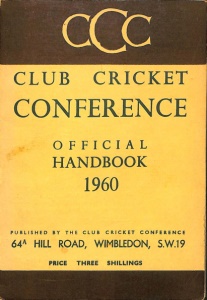 CCC
CLUB CRICKET
CONFERENCE
OFFICIAL
HANDBOOK
1960
PUBLISHED BY THE CLUB CRICKET CONFERENCE
64A HILL ROAD, WIMBLEDON, S.W.19
PRICE THREE SHILLINGS